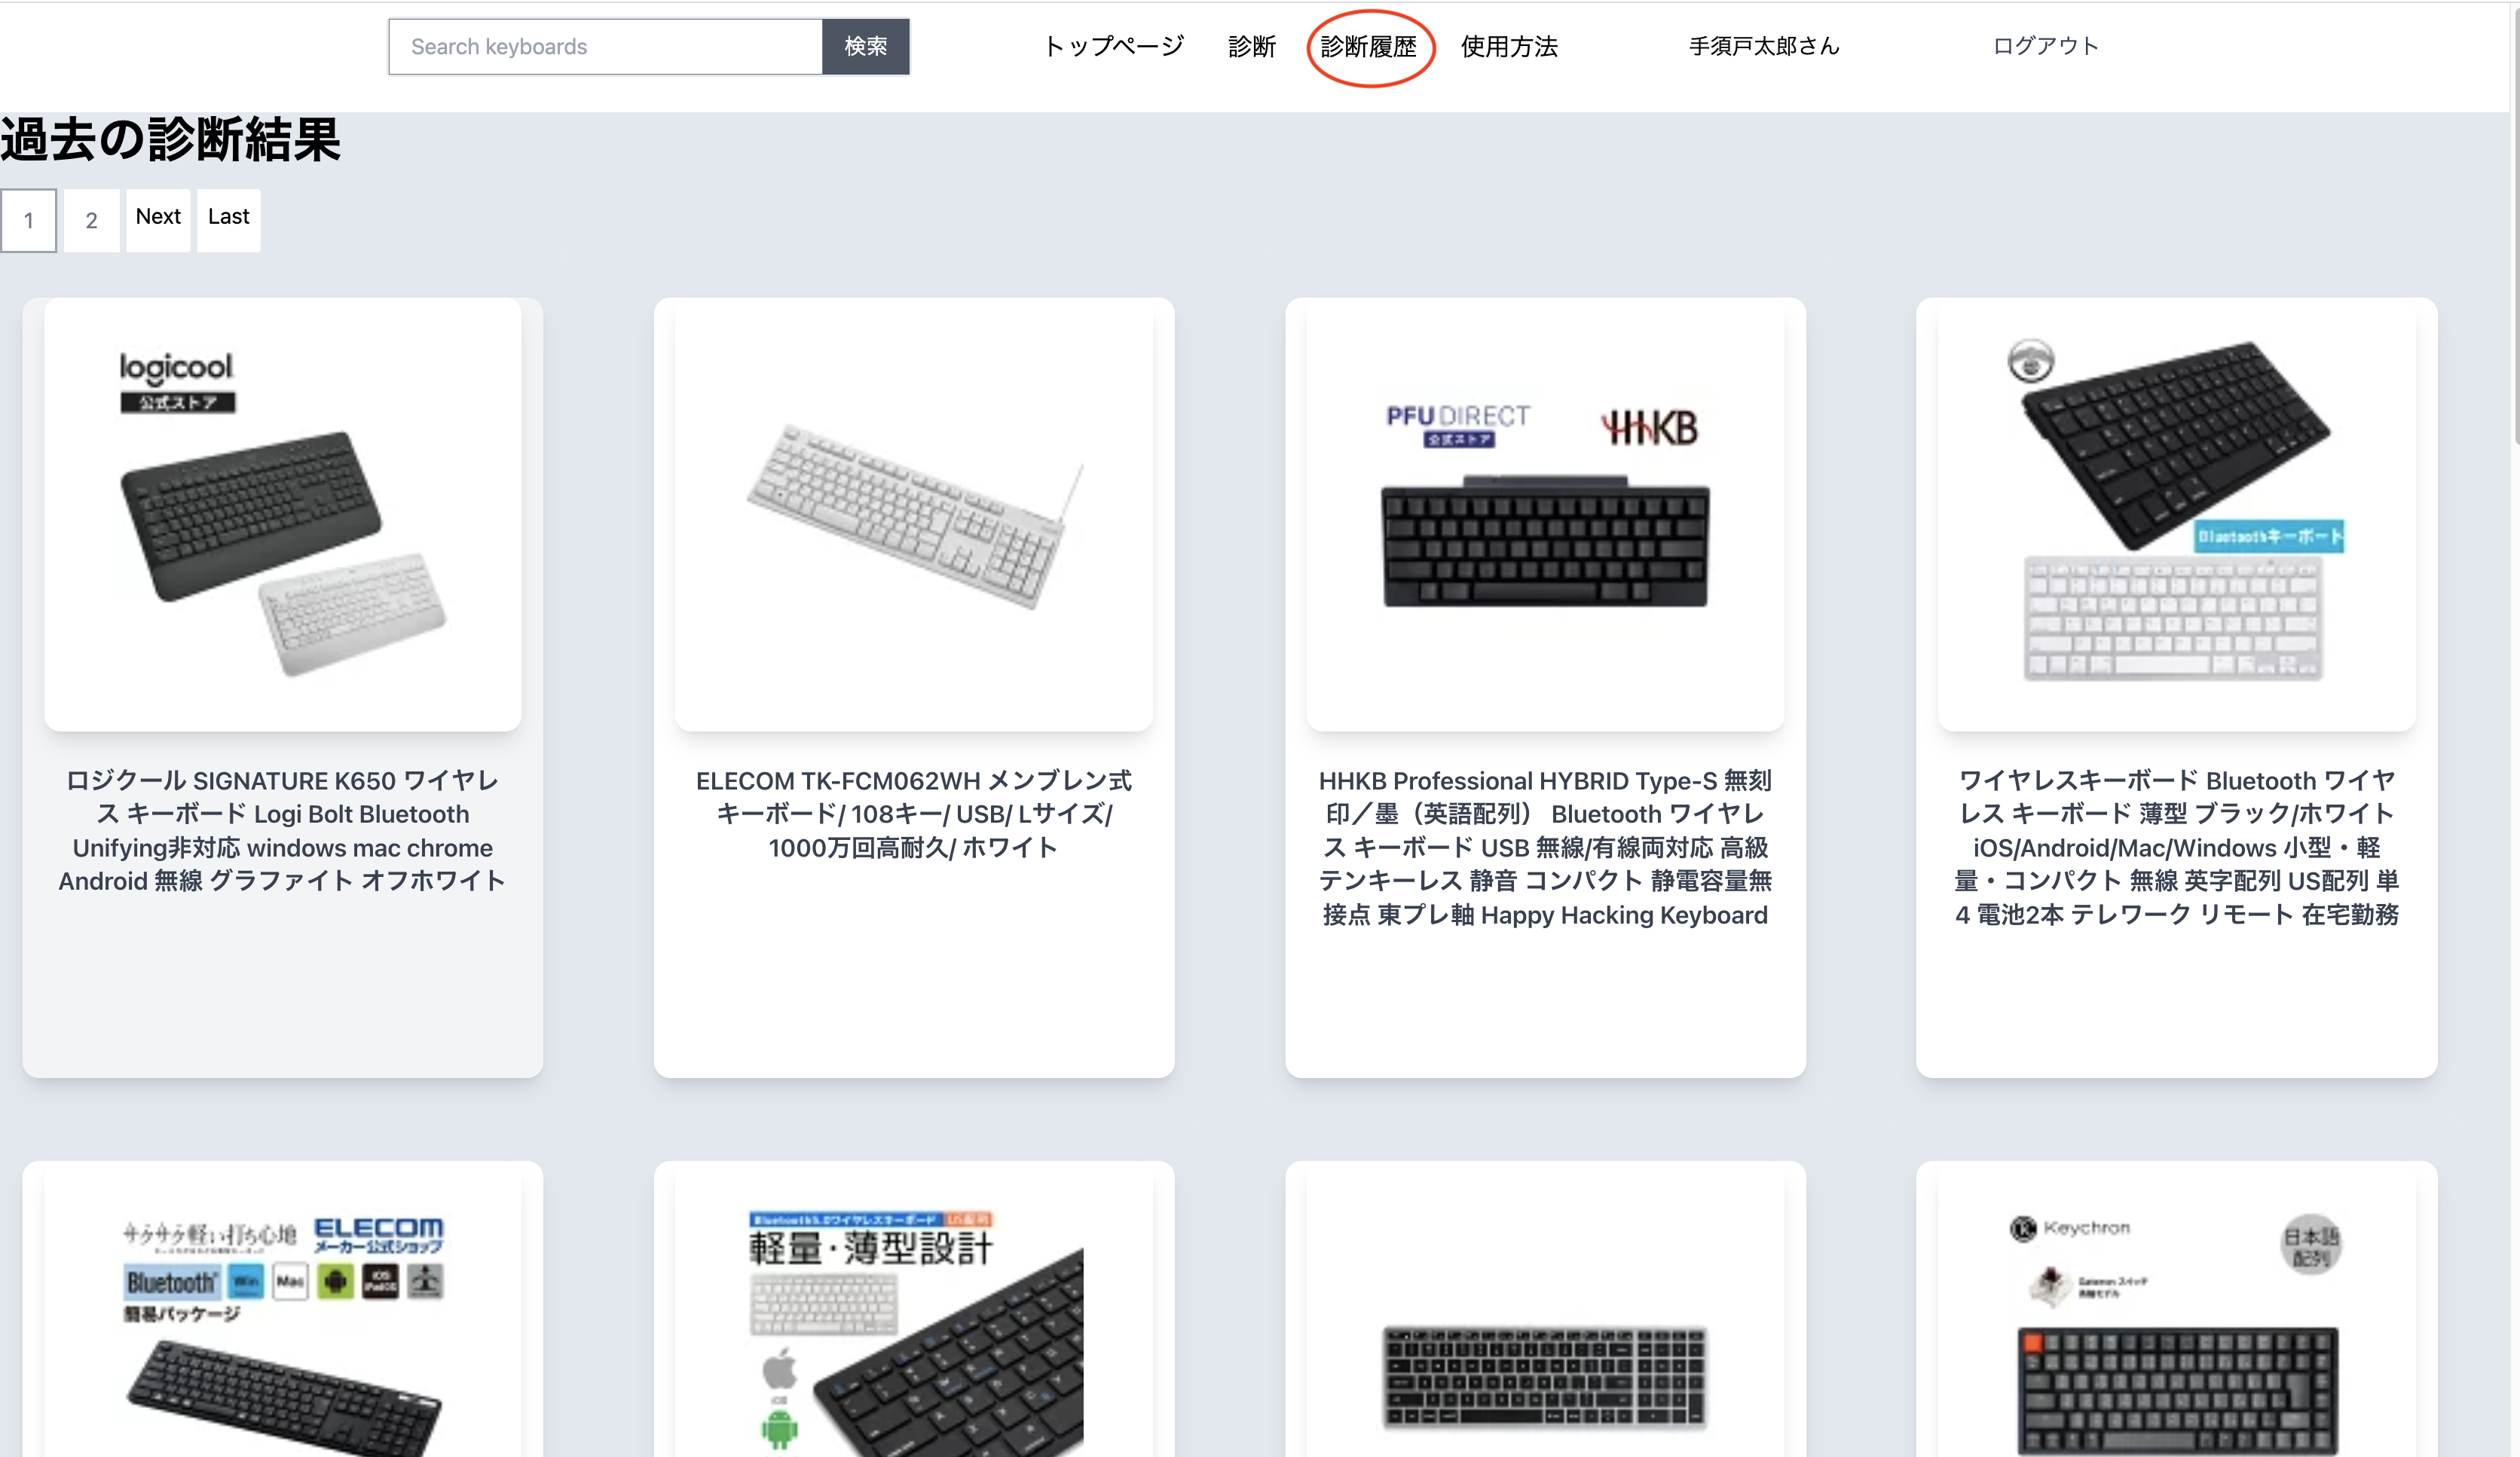 Search keyboards
検索
トップページ
診断
診断履歴
使用方法
手須戸太郎さん
ログアウト
過去の診断結果
1
2
Next
Last
logicool
公式ストア
PFU DIRECT
公式ストア
HHKB
Bluetoothキーボード
ロジクール SIGNATURE K650 ワイヤレ
ス キーボード Logi Bolt Bluetooth
Unifying非対応 windows mac chrome
Android 無線 グラファイト オフホワイト
ELECOM TK-FCM062WH メンブレン式
キーボード/ 108キー/ USB/ Lサイズ/
1000万回高耐久/ ホワイト
HHKB Professional HYBRID Type-S 無刻
印／墨（英語配列） Bluetooth ワイヤレ
ス キーボード USB 無線/有線両対応 高級
テンキーレス 静音 コンパクト 静電容量無
接点 東プレ軸 Happy Hacking Keyboard
ワイヤレスキーボード Bluetooth ワイヤ
レス キーボード 薄型 ブラック/ホワイト
iOS/Android/Mac/Windows 小型・軽
量・コンパクト 無線 英字配列 US配列 単
4 電池2本 テレワーク リモート 在宅勤務
サクサク軽い打ち心地
ELECOM
メーカー公式ショップ
Bluetooth
Win
Mac
iOS
iPadOS
簡易パッケージ
Bluetooth5.0ワイヤレスキーボード
US配列
軽量・薄型設計
iOS
Keychron
日本語
配列
Gateron スイッチ